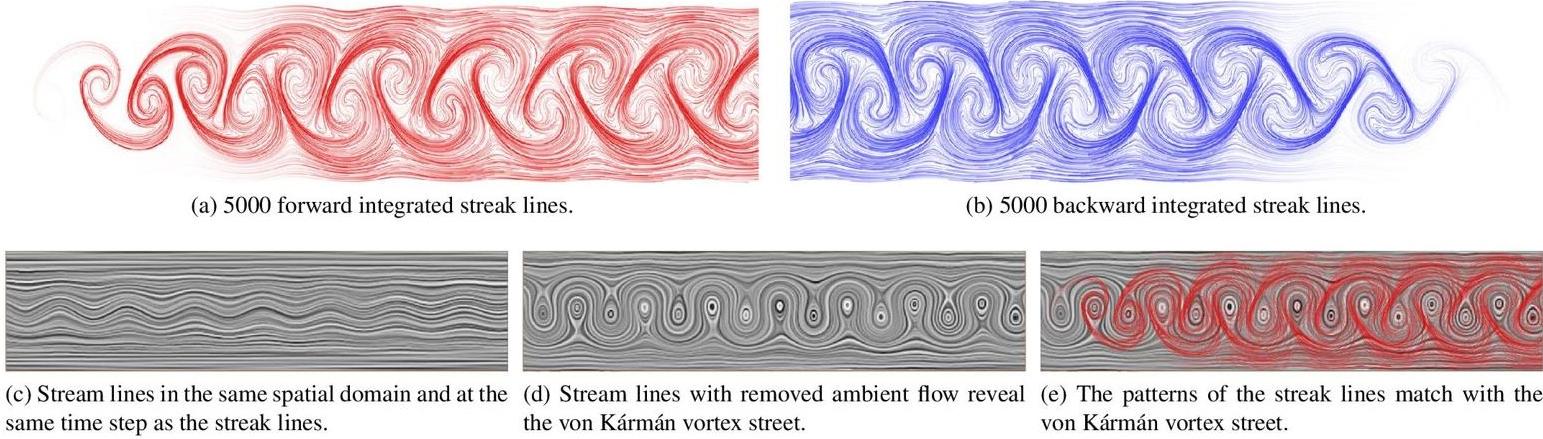 (a) 5000 forward integrated streak lines.
(b) 5000 backward integrated streak lines.
(c) Stream lines in the same spatial domain and at the
same time step as the streak lines.
(d) Stream lines with removed ambient flow reveal
the von Kármán vortex street.
(e) The patterns of the streak lines match with the
von Kármán vortex street.